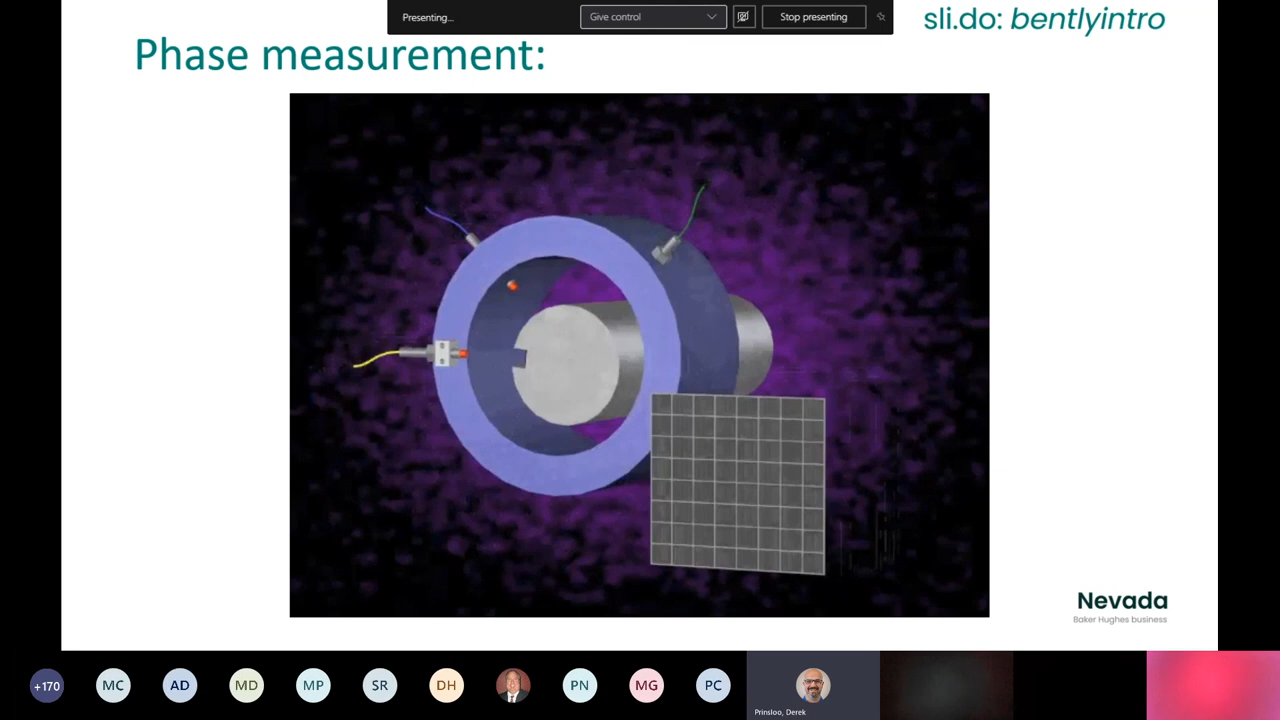 Presenting...
Give control
Stop presenting
sli.do: bentlyintro
Phase measurement:
Nevada
Baker Hughes business
+170
MC
AD
MD
MP
SR
DH
PN
MG
PC
Prinsloo, Derek